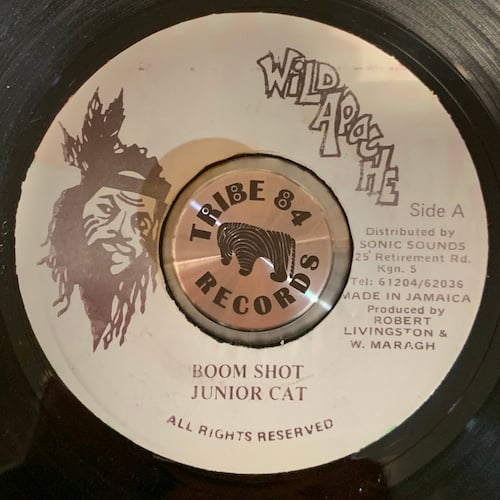 WILD
APACHE
Side A
Distributed by
SONIC SOUNDS
25 Retirement Rd.
Kgn. 5
Tel: 61204/62036
MADE IN JAMAICA
Produced by
ROBERT
LIVINGSTON &
W. MARAGH
TRIBE 84
RECORDS
BOOM SHOT
JUNIOR CAT
ALL RIGHTS RESERVED